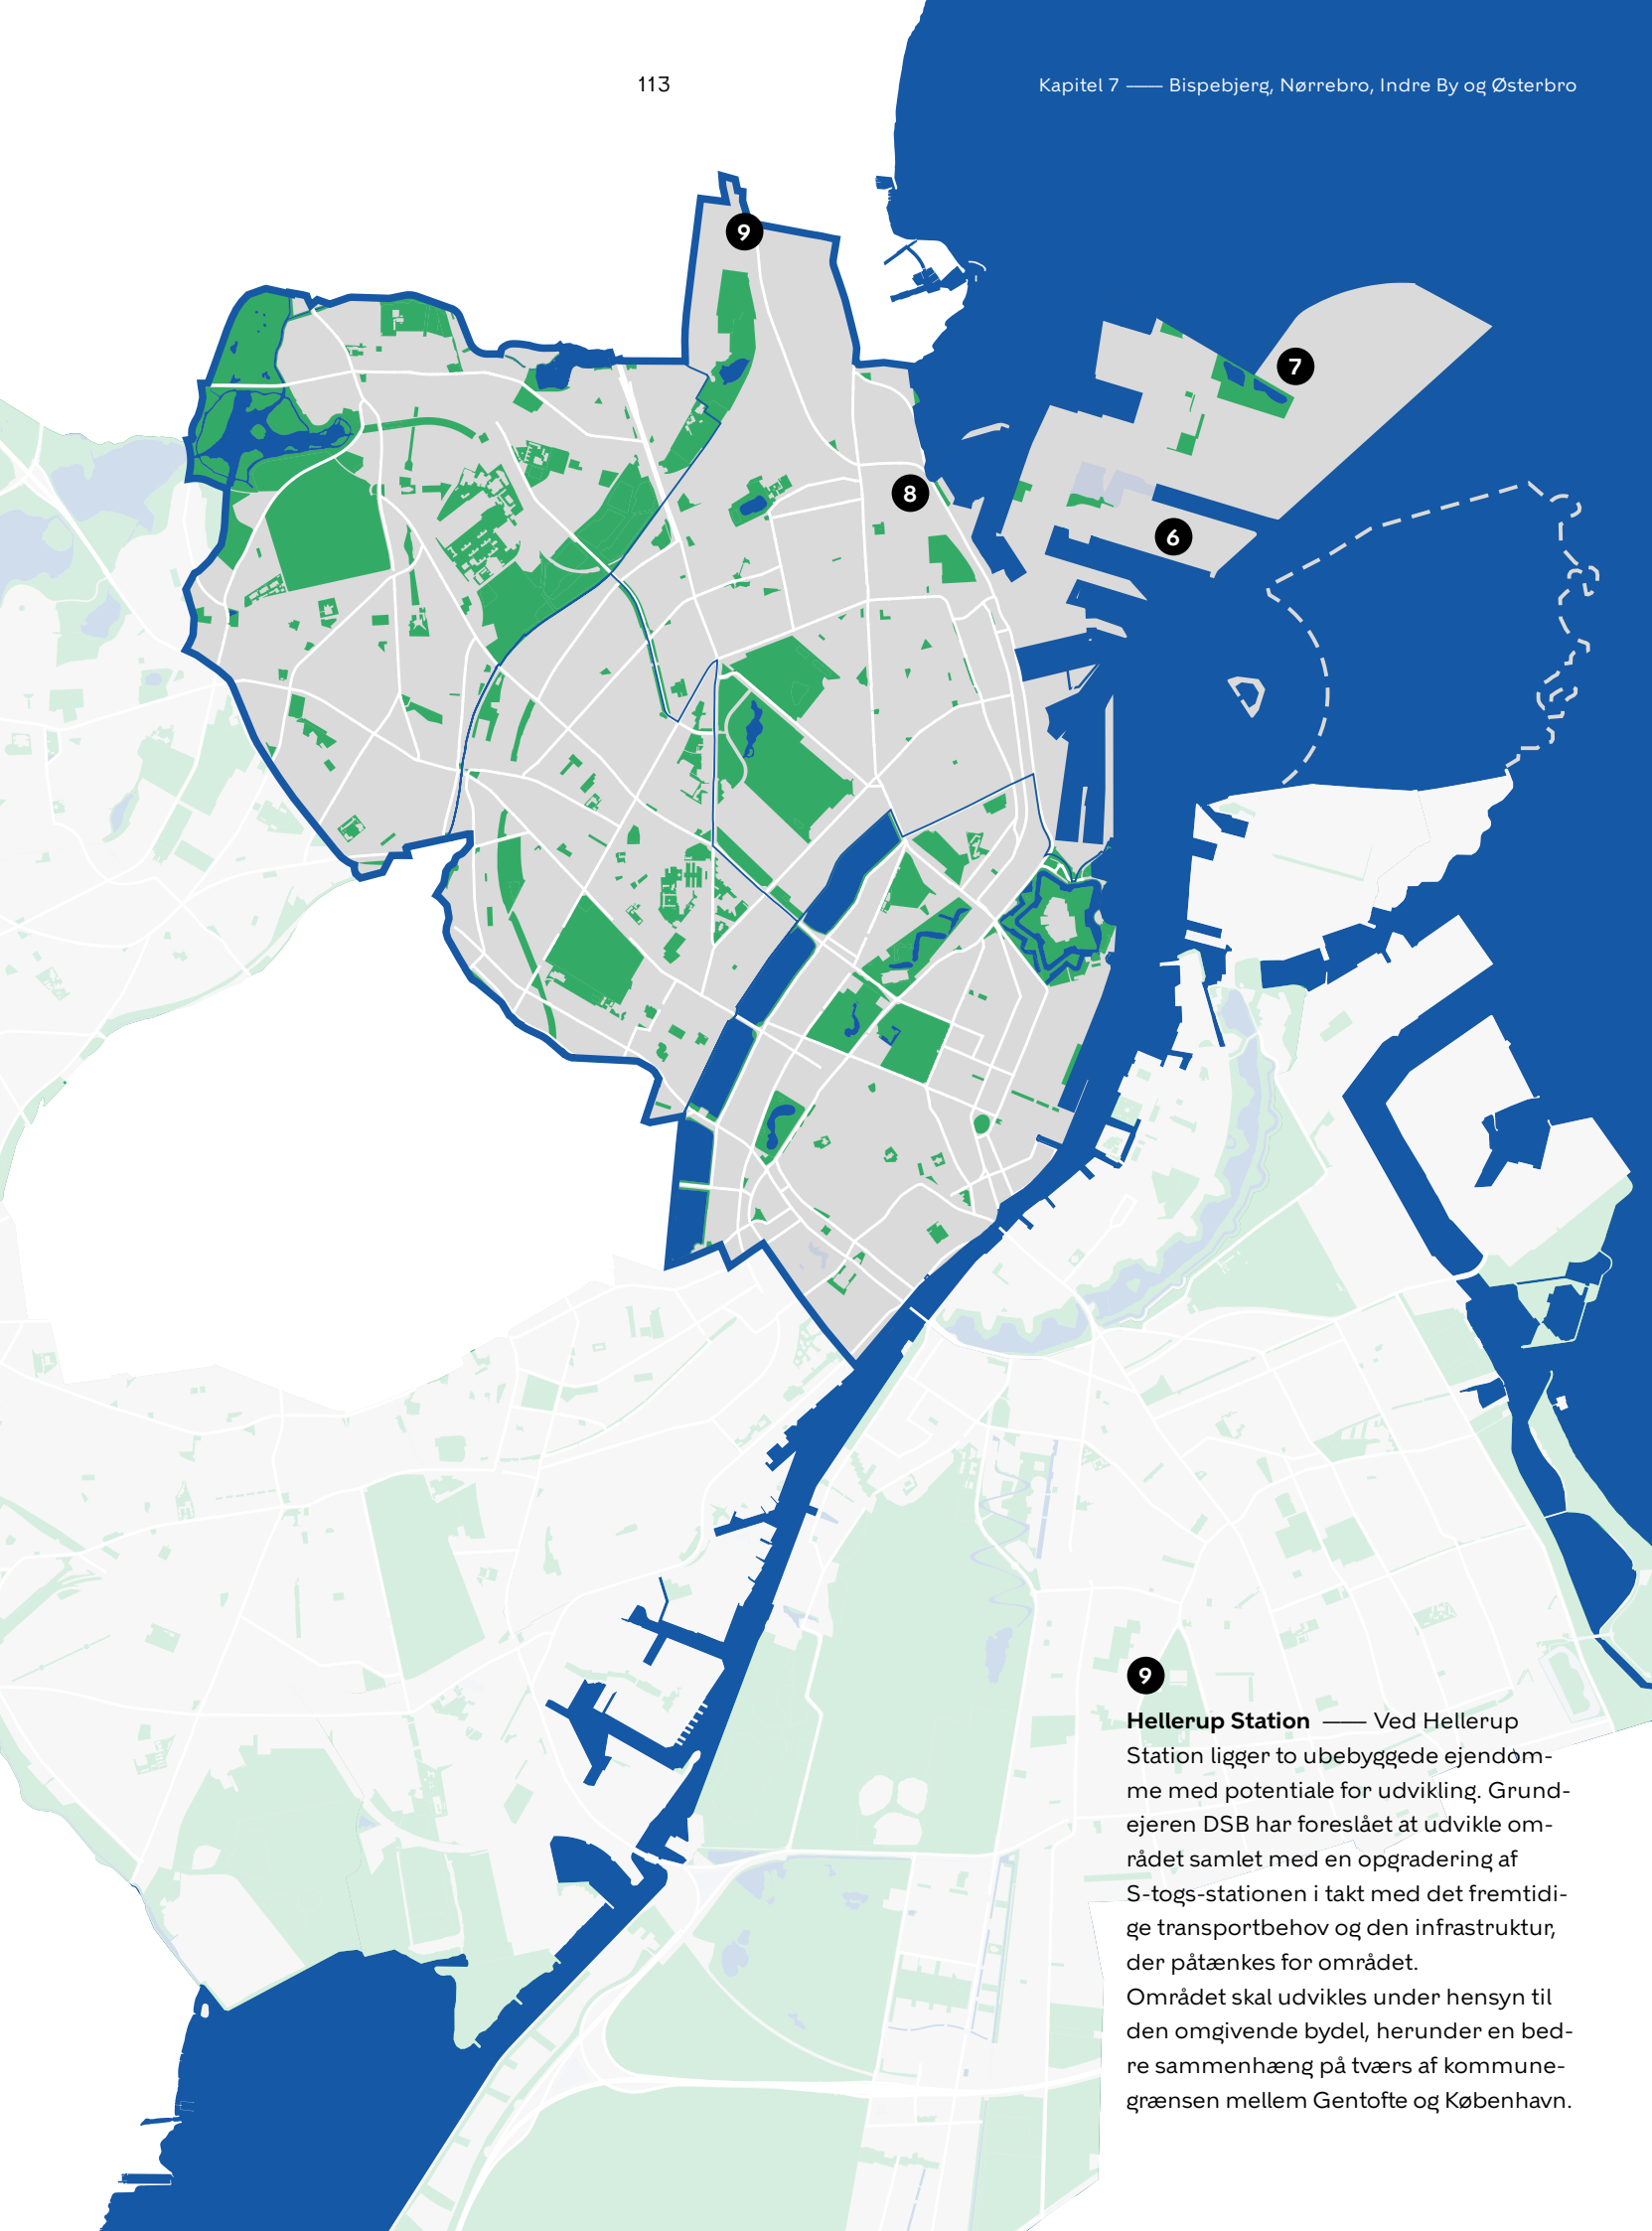 113
Kapitel 7 —— Bispebjerg, Nørrebro, Indre By og Østerbro
9
7
8
6
9
Hellerup Station —— Ved Hellerup
Station ligger to ubebyggede ejendom-
me med potentiale for udvikling. Grund-
ejeren DSB har foreslået at udvikle om-
rådet samlet med en opgradering af
S-togs-stationen i takt med det fremtidi-
ge transportbehov og den infrastruktur,
der påtænkes for området.
Området skal udvikles under hensyn til
den omgivende bydel, herunder en bed-
re sammenhæng på tværs af kommune-
grænsen mellem Gentofte og København.